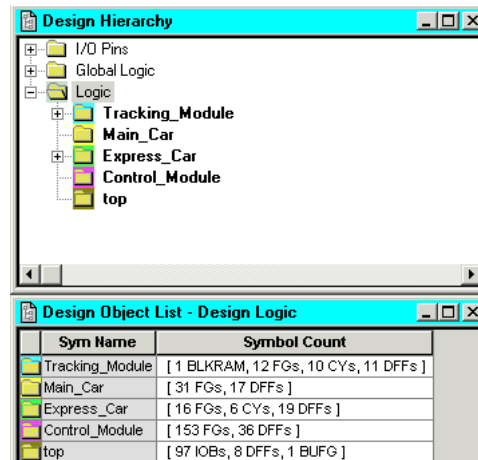 Design Hierarchy
I/O Pins
Global Logic
Logic
Tracking_Module
Main_Car
Express_Car
Control_Module
top
Design Object List - Design Logic
Sym Name Symbol Count
Tracking_Module [ 1 BLKRAM, 12 FGs, 10 CYs, 11 DFFs ]
Main_Car [ 31 FGs, 17 DFFs ]
Express_Car [ 16 FGs, 6 CYs, 19 DFFs ]
Control_Module [ 153 FGs, 36 DFFs ]
top [ 97 IOBs, 8 DFFs, 1 BUFG ]